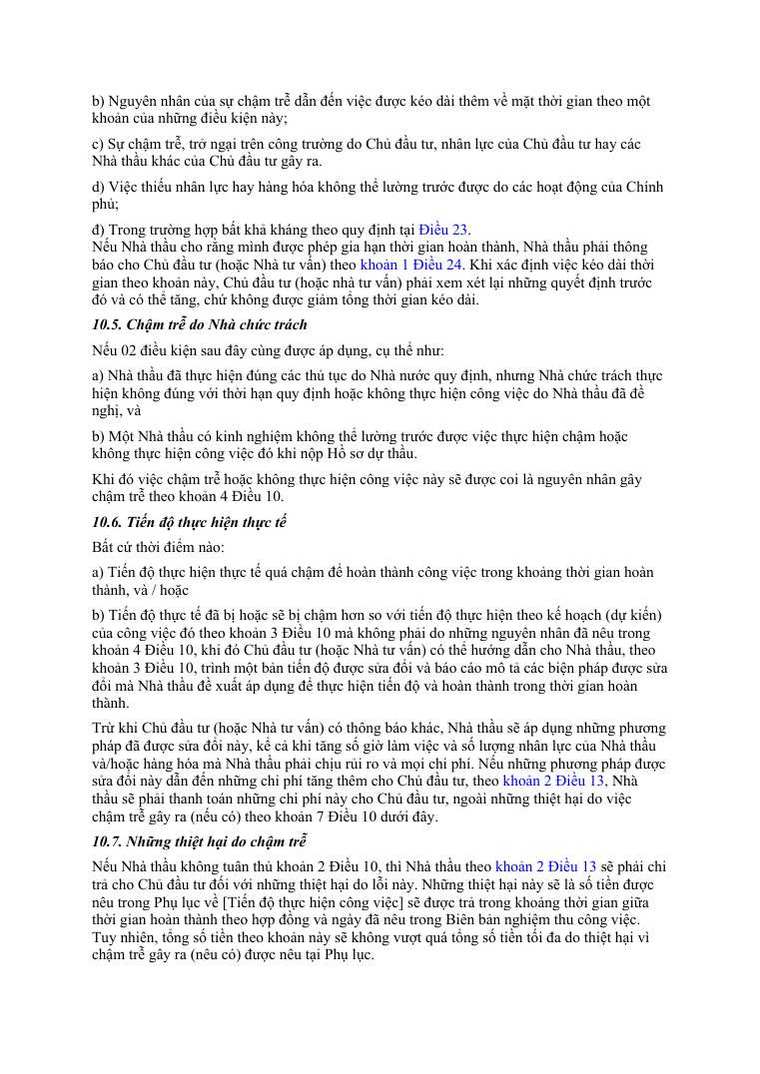 b) Nguyên nhân của sự chậm trễ dẫn đến việc được kéo dài thêm về mặt thời gian theo một
khoản của những điều kiện này;
c) Sự chậm trễ, trở ngại trên công trường do Chủ đầu tư, nhân lực của Chủ đầu tư hay các
Nhà thầu khác của Chủ đầu tư gây ra.
d) Việc thiếu nhân lực hay hàng hóa không thể lường trước được do các hoạt động của Chính
phủ;
đ) Trong trường hợp bất khả kháng theo quy định tại Điều 23.
Nếu Nhà thầu cho rằng mình được phép gia hạn thời gian hoàn thành, Nhà thầu phải thông
báo cho Chủ đầu tư (hoặc Nhà tư vấn) theo khoản 1 Điều 24. Khi xác định việc kéo dài thời
gian theo khoản này, Chủ đầu tư (hoặc nhà tư vấn) phải xem xét lại những quyết định trước
đó và có thể tăng, chứ không được giảm tổng thời gian kéo dài.
10.5. Chậm trễ do Nhà chức trách
Nếu 02 điều kiện sau đây cùng được áp dụng, cụ thể như:
a) Nhà thầu đã thực hiện đúng các thủ tục do Nhà nước quy định, nhưng Nhà chức trách thực
hiện không đúng với thời hạn quy định hoặc không thực hiện công việc do Nhà thầu đã đề
nghị, và
b) Một Nhà thầu có kinh nghiệm không thể lường trước được việc thực hiện chậm hoặc
không thực hiện công việc đó khi nộp Hồ sơ dự thầu.
Khi đó việc chậm trễ hoặc không thực hiện công việc này sẽ được coi là nguyên nhân gây
chậm trễ theo khoản 4 Điều 10.
10.6. Tiến độ thực hiện thực tế
Bất cứ thời điểm nào:
a) Tiến độ thực hiện thực tế quá chậm để hoàn thành công việc trong khoảng thời gian hoàn
thành, và / hoặc
b) Tiến độ thực tế đã bị hoặc sẽ bị chậm hơn so với tiến độ thực hiện theo kế hoạch (dự kiến)
của công việc đó theo khoản 3 Điều 10 mà không phải do những nguyên nhân đã nêu trong
khoản 4 Điều 10, khi đó Chủ đầu tư (hoặc Nhà tư vấn) có thể hướng dẫn cho Nhà thầu, theo
khoản 3 Điều 10, trình một bản tiến độ được sửa đổi và báo cáo mô tả các biện pháp được sửa
đổi mà Nhà thầu đề xuất áp dụng để thực hiện tiến độ và hoàn thành trong thời gian hoàn
thành.
Trừ khi Chủ đầu tư (hoặc Nhà tư vấn) có thông báo khác, Nhà thầu sẽ áp dụng những phương
pháp đã được sửa đổi này, kể cả khi tăng số giờ làm việc và số lượng nhân lực của Nhà thầu
và/hoặc hàng hóa mà Nhà thầu phải chịu rủi ro và mọi chi phí. Nếu những phương pháp được
sửa đổi này dẫn đến những chi phí tăng thêm cho Chủ đầu tư, theo khoản 2 Điều 13, Nhà
thầu sẽ phải thanh toán những chi phí này cho Chủ đầu tư, ngoài những thiệt hại do việc
chậm trễ gây ra (nếu có) theo khoản 7 Điều 10 dưới đây.
10.7. Những thiệt hại do chậm trễ
Nếu Nhà thầu không tuân thủ khoản 2 Điều 10, thì Nhà thầu theo khoản 2 Điều 13 sẽ phải chi
trả cho Chủ đầu tư đối với những thiệt hại do lỗi này. Những thiệt hại này sẽ là số tiền được
nêu trong Phụ lục về [Tiến độ thực hiện công việc] sẽ được trả trong khoảng thời gian giữa
thời gian hoàn thành theo hợp đồng và ngày đã nêu trong Biên bản nghiệm thu công việc.
Tuy nhiên, tổng số tiền theo khoản này sẽ không vượt quá tổng số tiền tối đa do thiệt hại vì
chậm trễ gây ra (nêu có) được nêu tại Phụ lục.